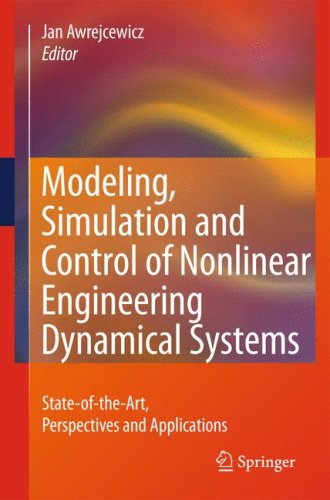 Jan Awrejcewicz
Editor
Modeling,
Simulation and
Control of Nonlinear
Engineering
Dynamical Systems
State-of-the-Art,
Perspectives and Applications
Springer